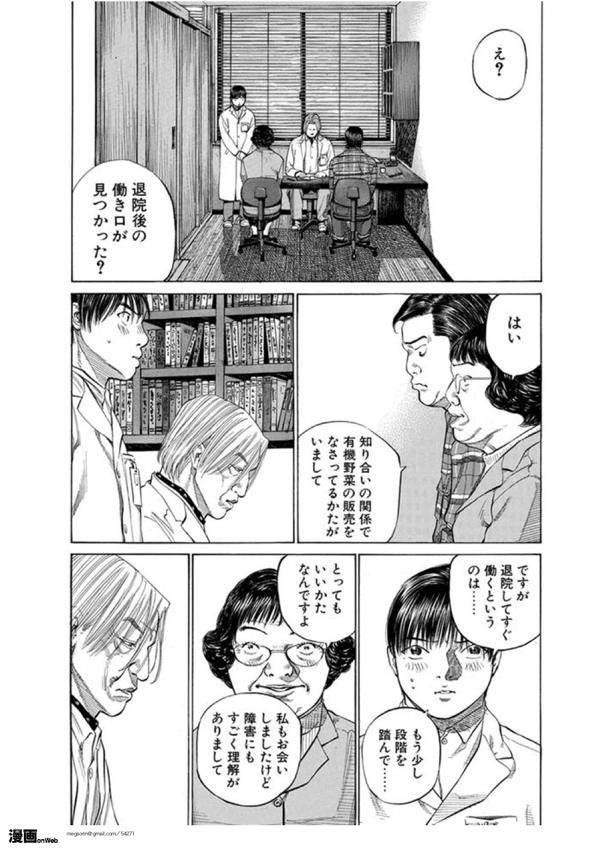 え？
退院後の
働き口が
見つかった？
はい
知り合いの関係で
有機野菜の販売を
なさってるかたが
いまして
ですが
退院してすぐ
働くという
のは……
もう少し
段階を
踏んで……
とっても
いいかた
なんですよ
私もお会い
しましたけど
障害にも
すごく理解が
ありまして
漫画onWeb
megaorin@gmail.com/54271